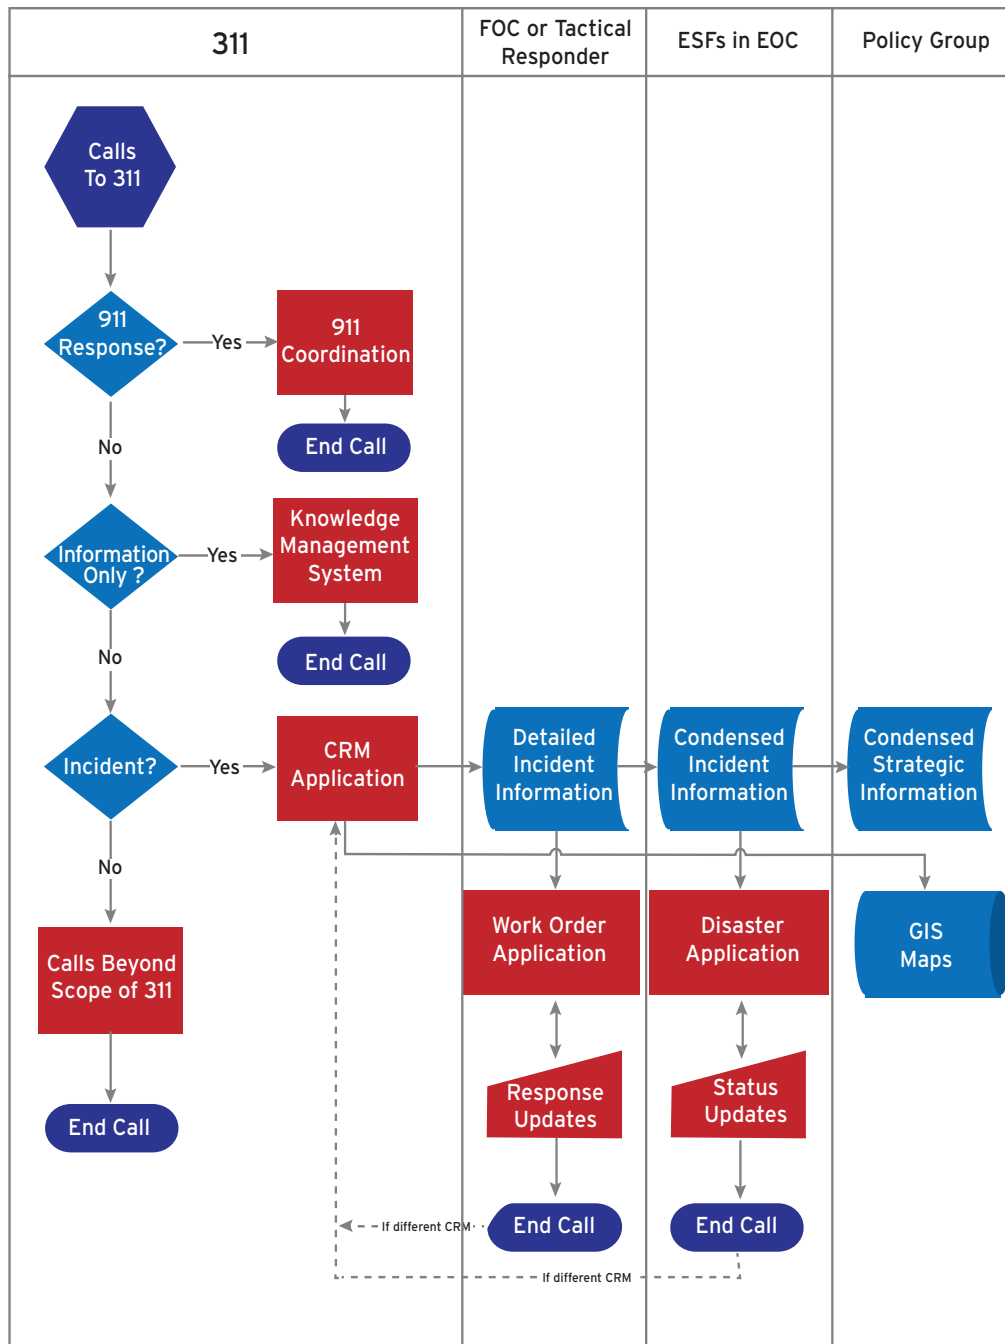 311
FOC or Tactical
Responder
ESFs in EOC
Policy Group
Calls
To 311
911
Response?
Yes
911
Coordination
End Call
No
Information
Only ?
Yes
Knowledge
Management
System
End Call
No
Incident?
Yes
CRM
Application
Detailed
Incident
Information
Condensed
Incident
Information
Condensed
Strategic
Information
No
Calls Beyond
Scope of 311
End Call
Work Order
Application
Disaster
Application
GIS
Maps
Response
Updates
Status
Updates
If different CRM
End Call
End Call
If different CRM